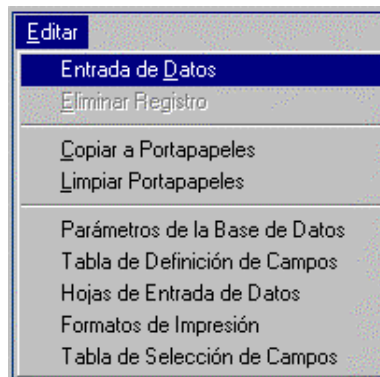 Editar
Entrada de Datos
Eliminar Registro
Copiar a Portapapeles
Limpiar Portapapeles
Parámetros de la Base de Datos
Tabla de Definición de Campos
Hojas de Entrada de Datos
Formatos de Impresión
Tabla de Selección de Campos